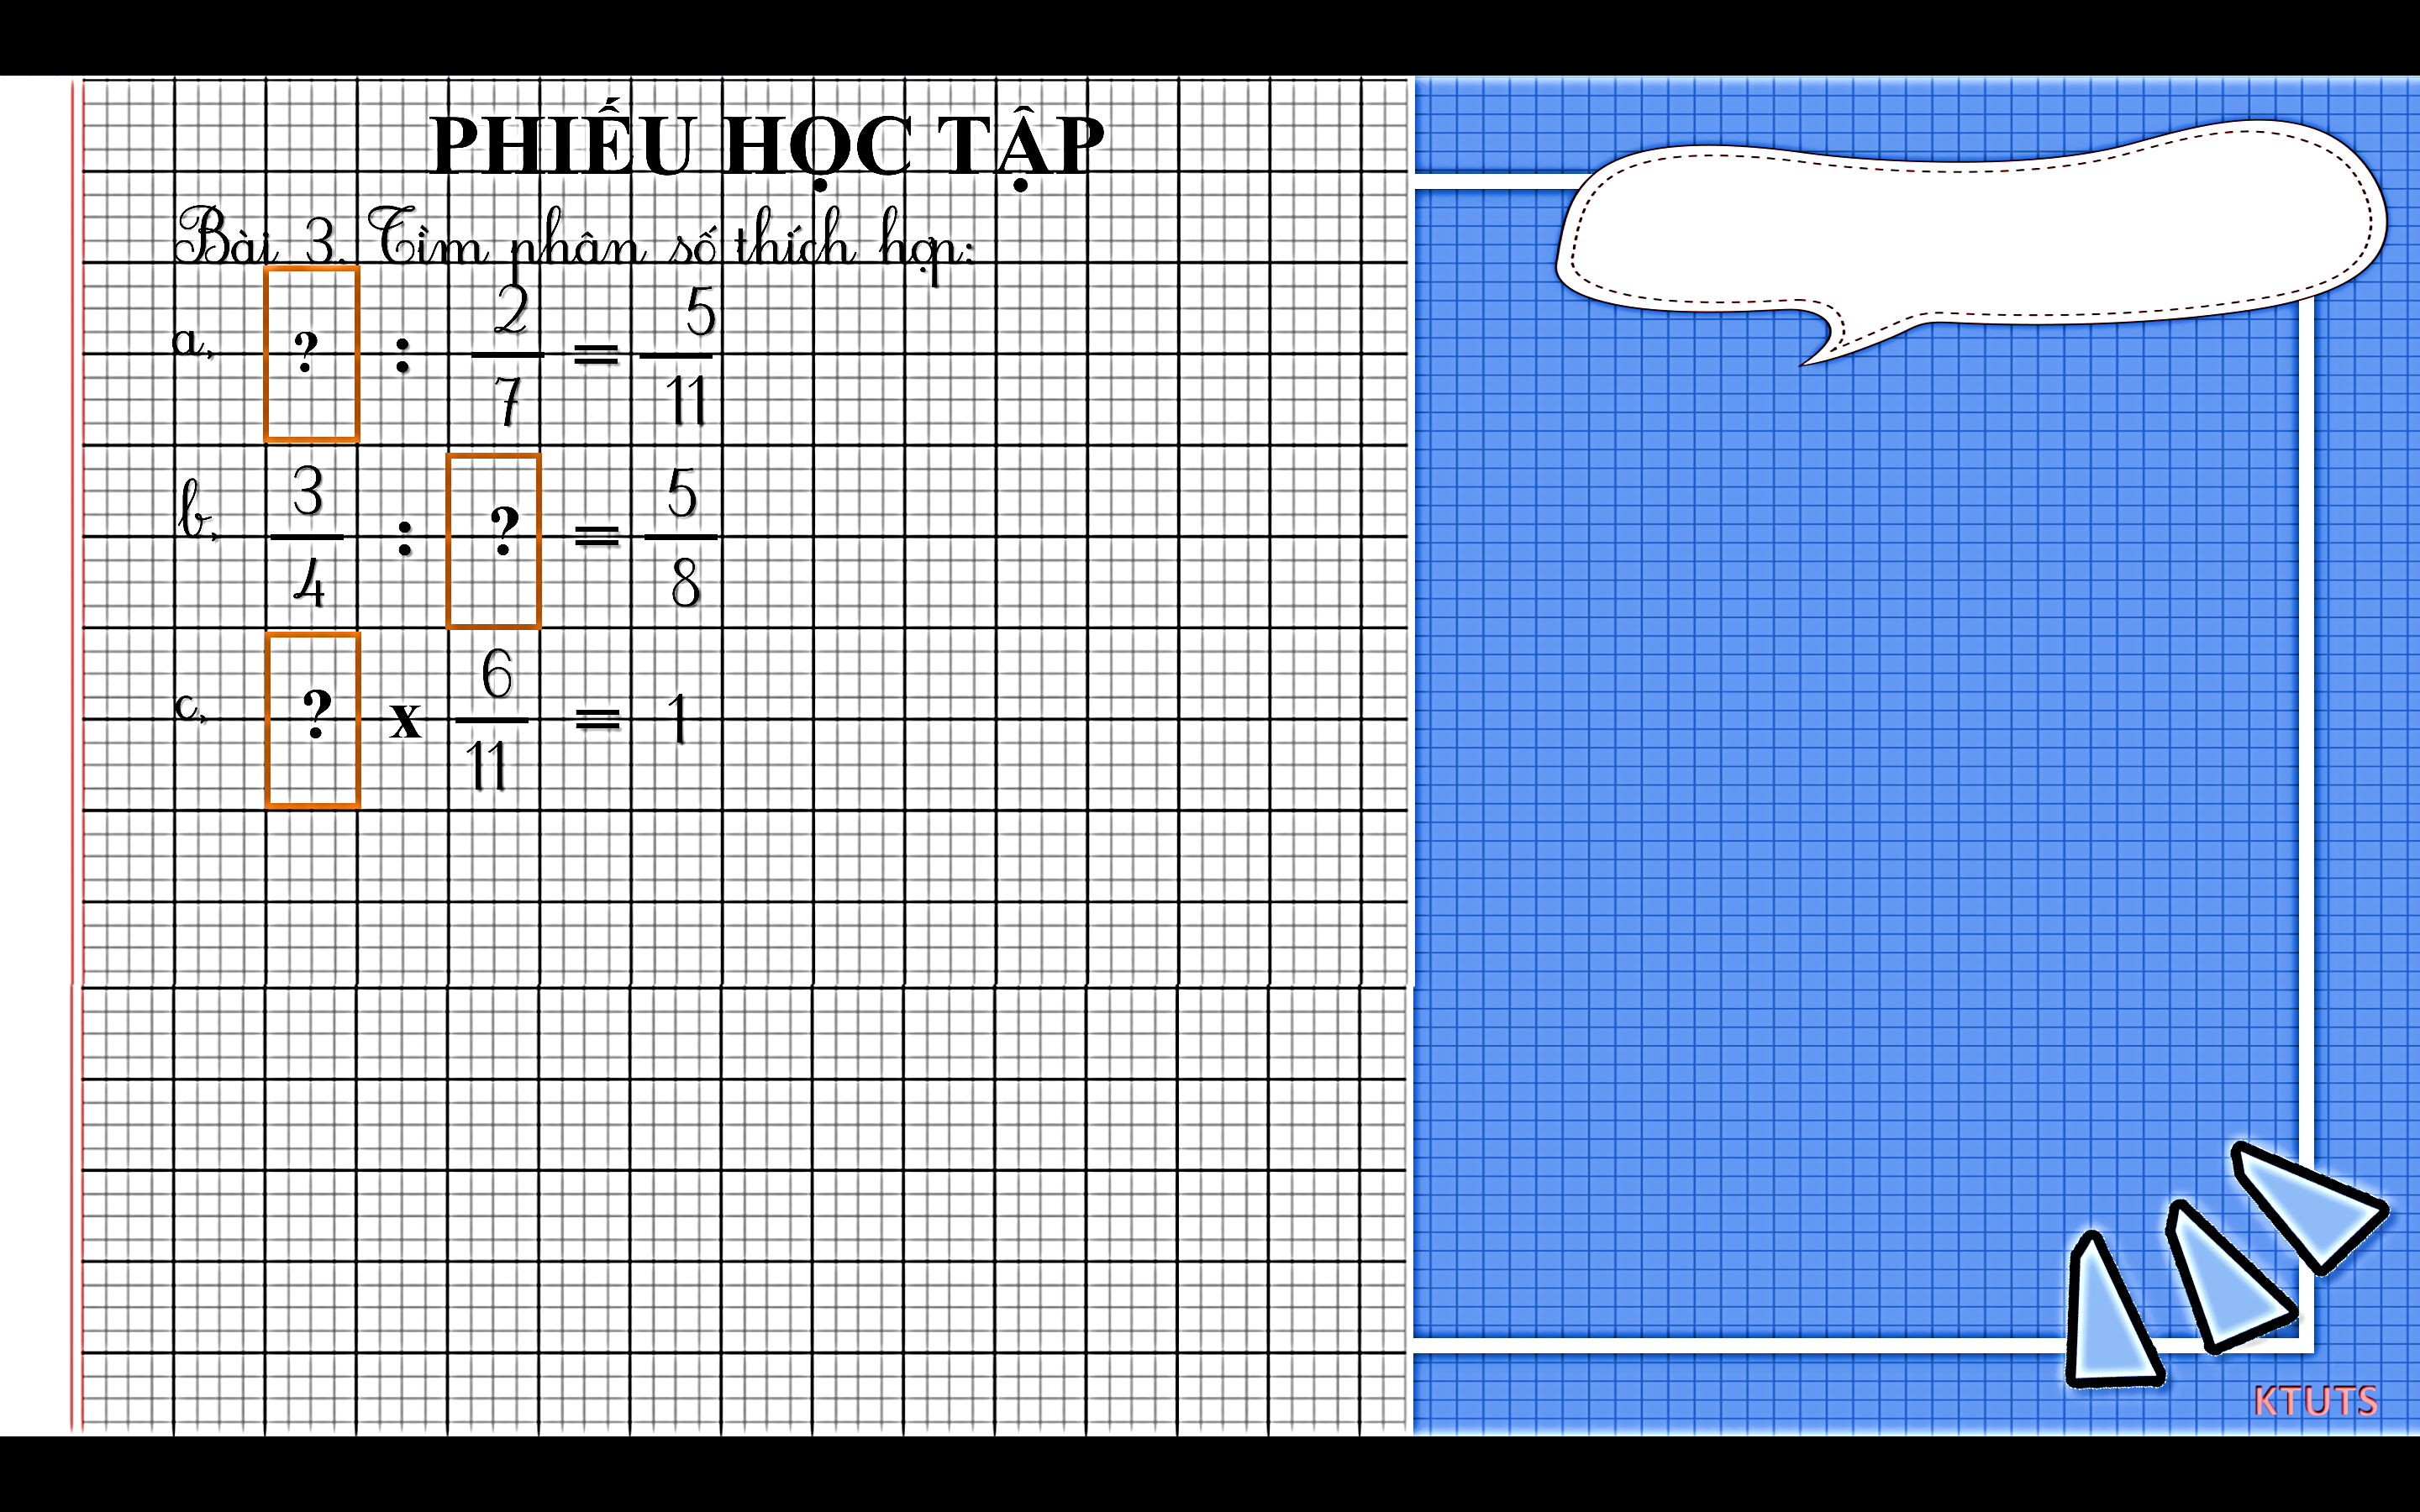 PHIẾU HỌC TẬP
Bài 3. Tìm phân số thích hợp:
a, ? : 2/7 = 5/11
b, 3/4 : ? = 5/8
c, ? x 6/11 = 1
KTUTS